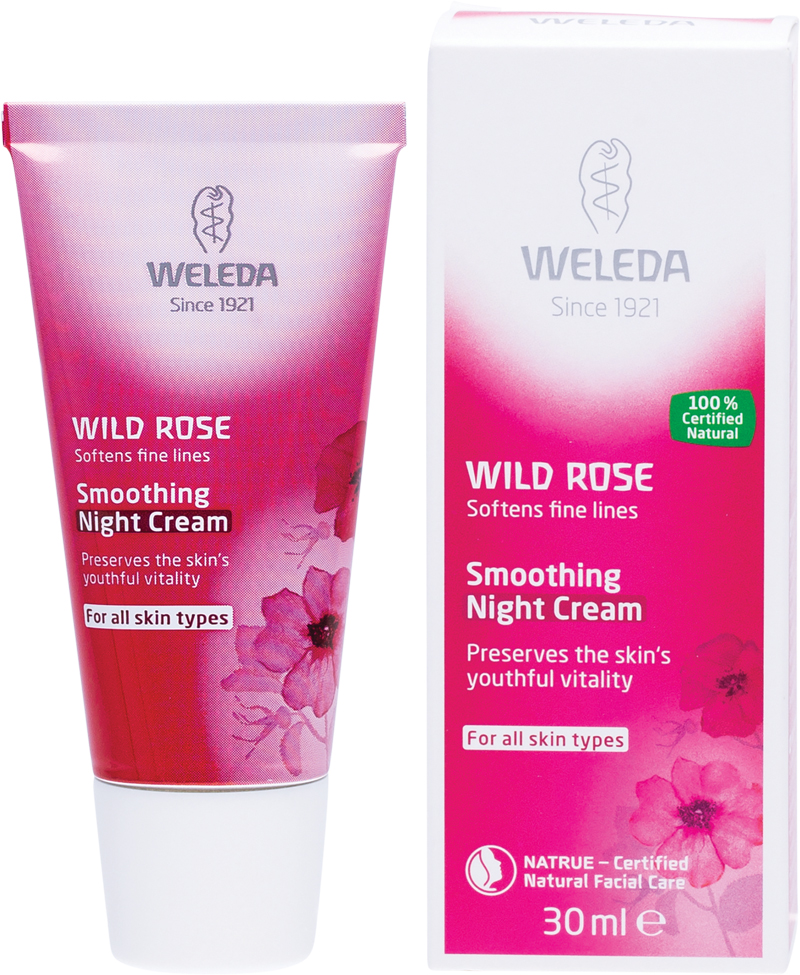 WELEDA
Since 1921
WILD ROSE
Softens fine lines
Smoothing
Night Cream
Preserves the skin's
youthful vitality
For all skin types
WELEDA
WELEDA
Since 1921
100 %
Certified
Natural
WILD ROSE
Softens fine lines
Smoothing
Night Cream
Preserves the skin's
youthful vitality
For all skin types
NATRUE – Certified
Natural Facial Care
30 ml ℮